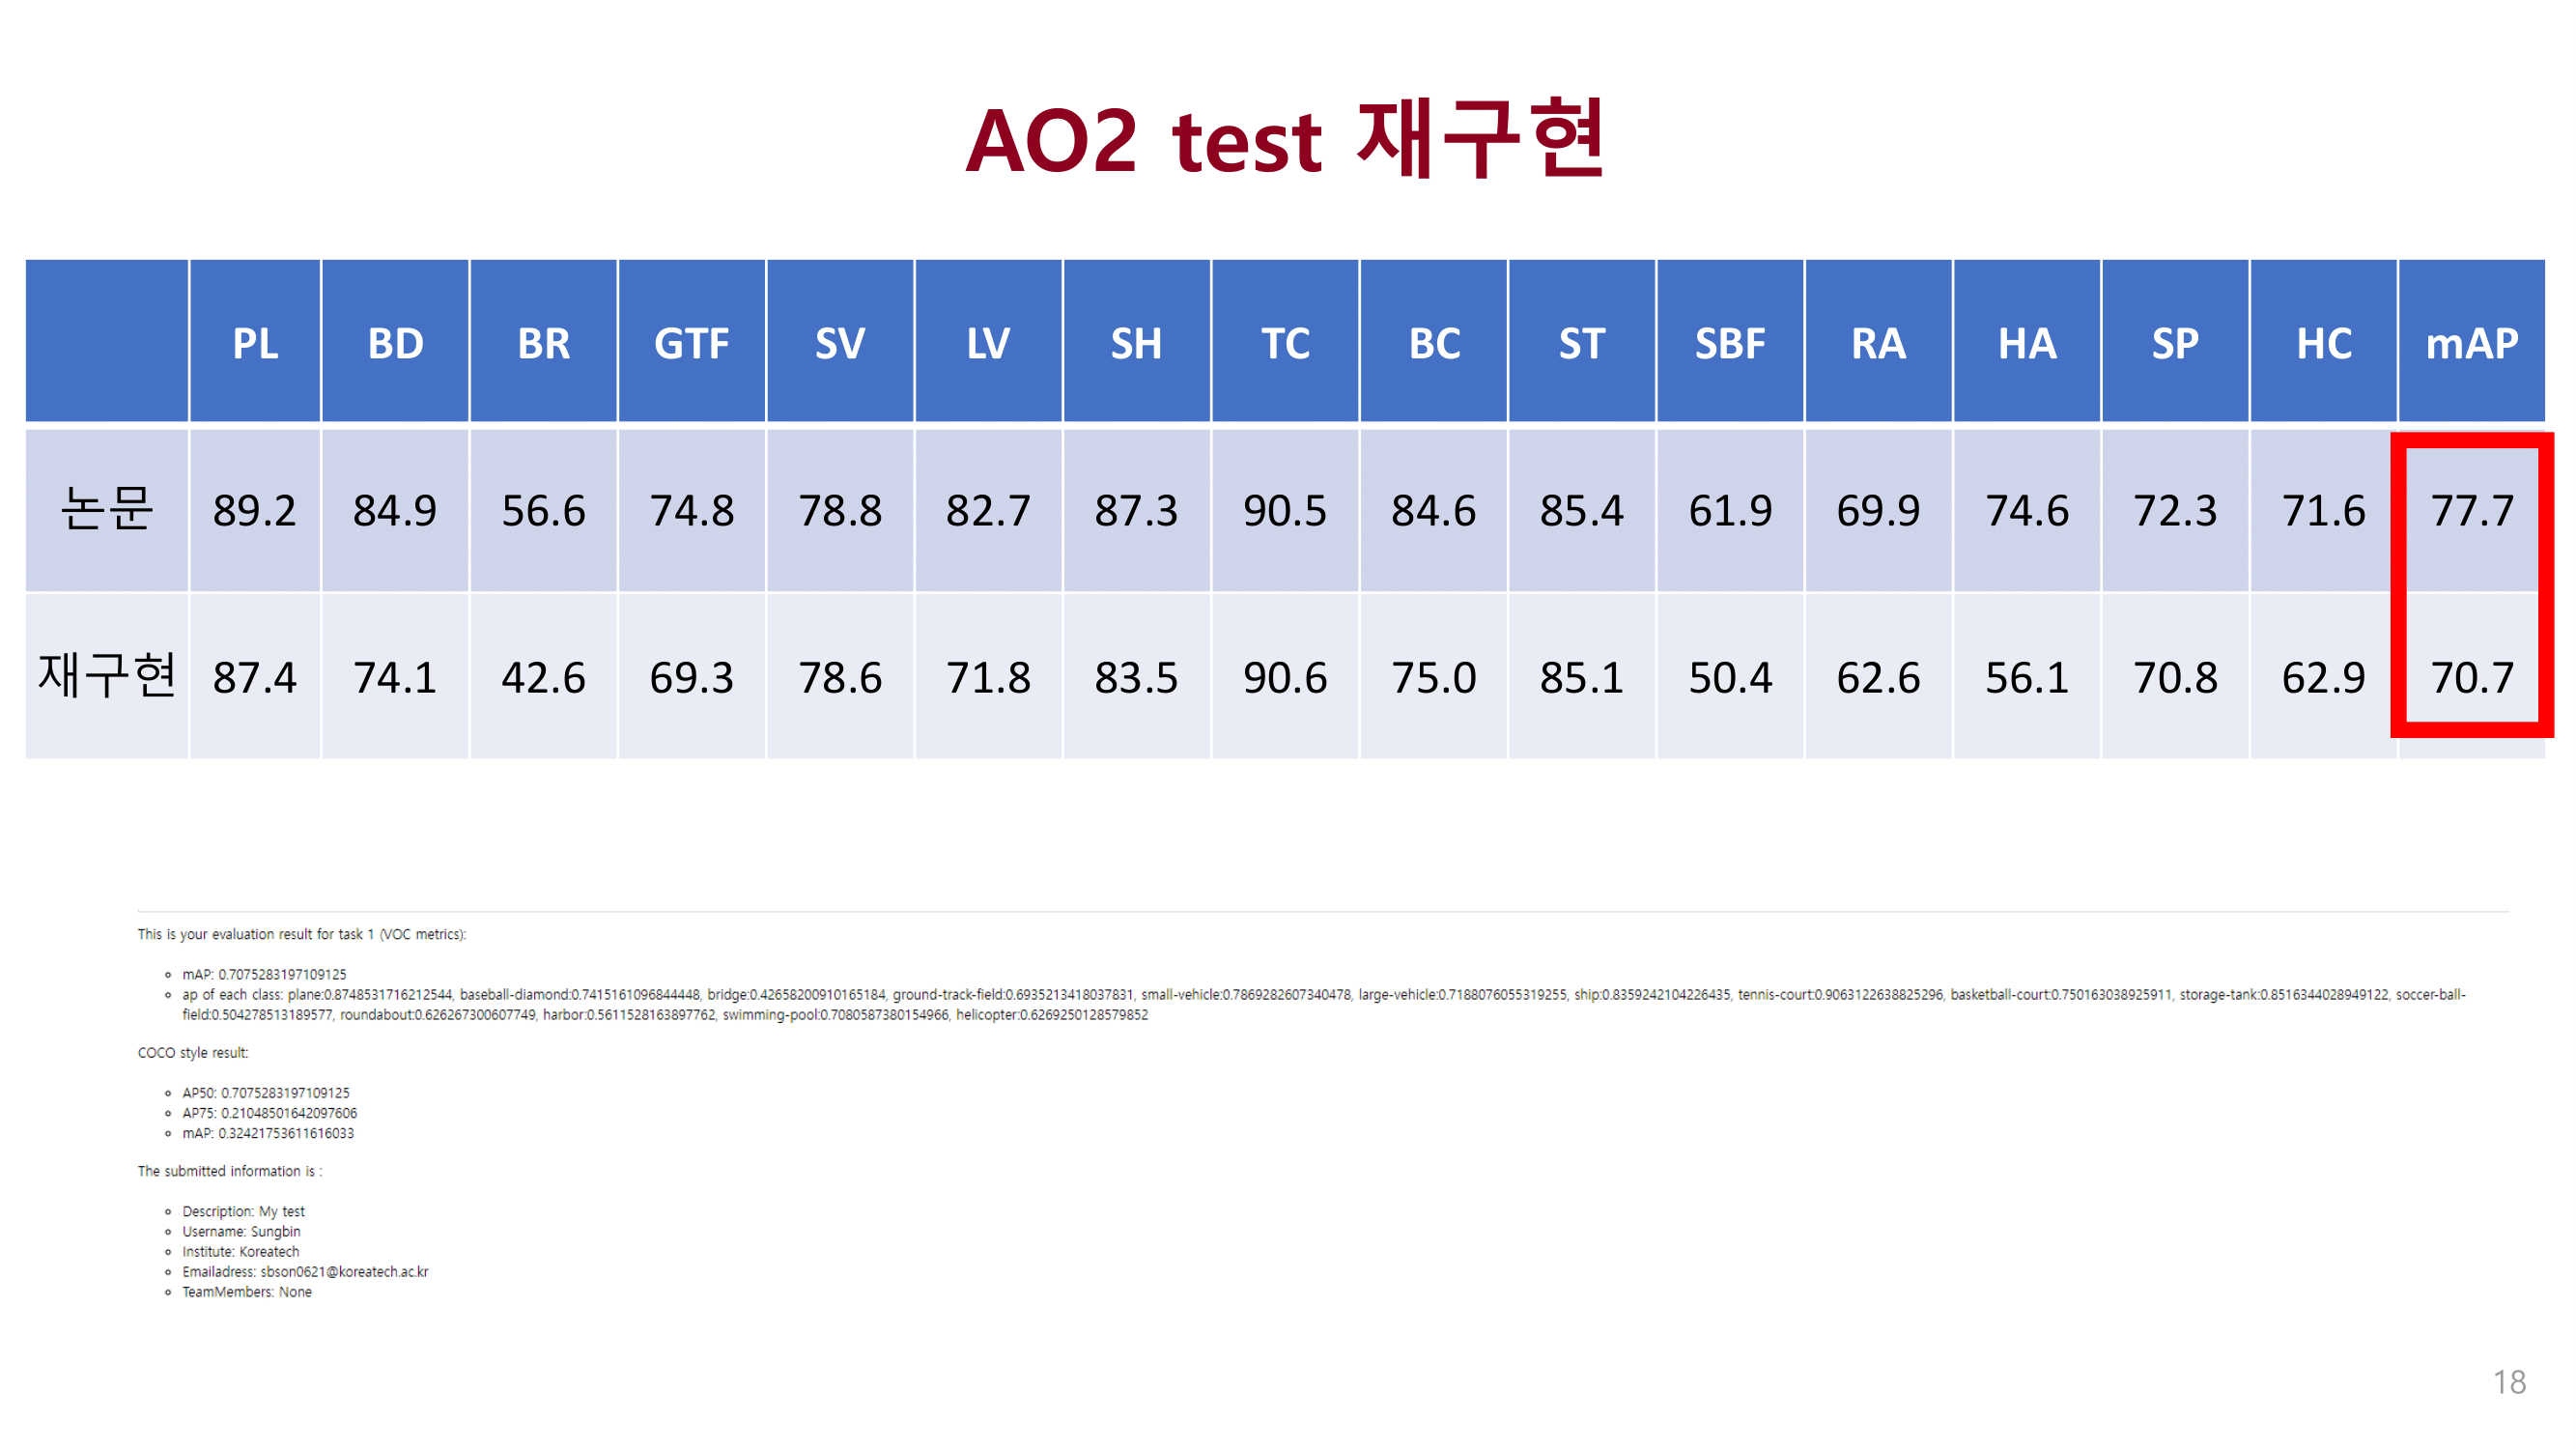 AO2 test 재구현
PL BD BR GTF SV LV SH TC BC ST SBF RA HA SP HC mAP
논문 89.2 84.9 56.6 74.8 78.8 82.7 87.3 90.5 84.6 85.4 61.9 69.9 74.6 72.3 71.6 77.7
재구현 87.4 74.1 42.6 69.3 78.6 71.8 83.5 90.6 75.0 85.1 50.4 62.6 56.1 70.8 62.9 70.7
This is your evaluation result for task 1 (VOC metrics):
mAP: 0.7075283197109125
ap of each class: plane:0.8748531716212544, baseball-diamond:0.7415161096844448, bridge:0.42658200910165184, ground-track-field:0.6935213418037831, small-vehicle:0.7869282607340478, large-vehicle:0.7188076055319255, ship:0.8359242104226435, tennis-court:0.9063122638825296, basketball-court:0.750163038925911, storage-tank:0.8516344028949122, soccer-ball-
field:0.504278513189577, roundabout:0.626267300607749, harbor:0.5611528163897762, swimming-pool:0.7080587380154966, helicopter:0.6269250128579852
COCO style result:
AP50: 0.7075283197109125
AP75: 0.21048501642097606
mAP: 0.32421753611616033
The submitted information is :
Description: My test
Username: Sungbin
Institute: Koreatech
Emailadress: sbson0621@koreatech.ac.kr
TeamMembers: None
18